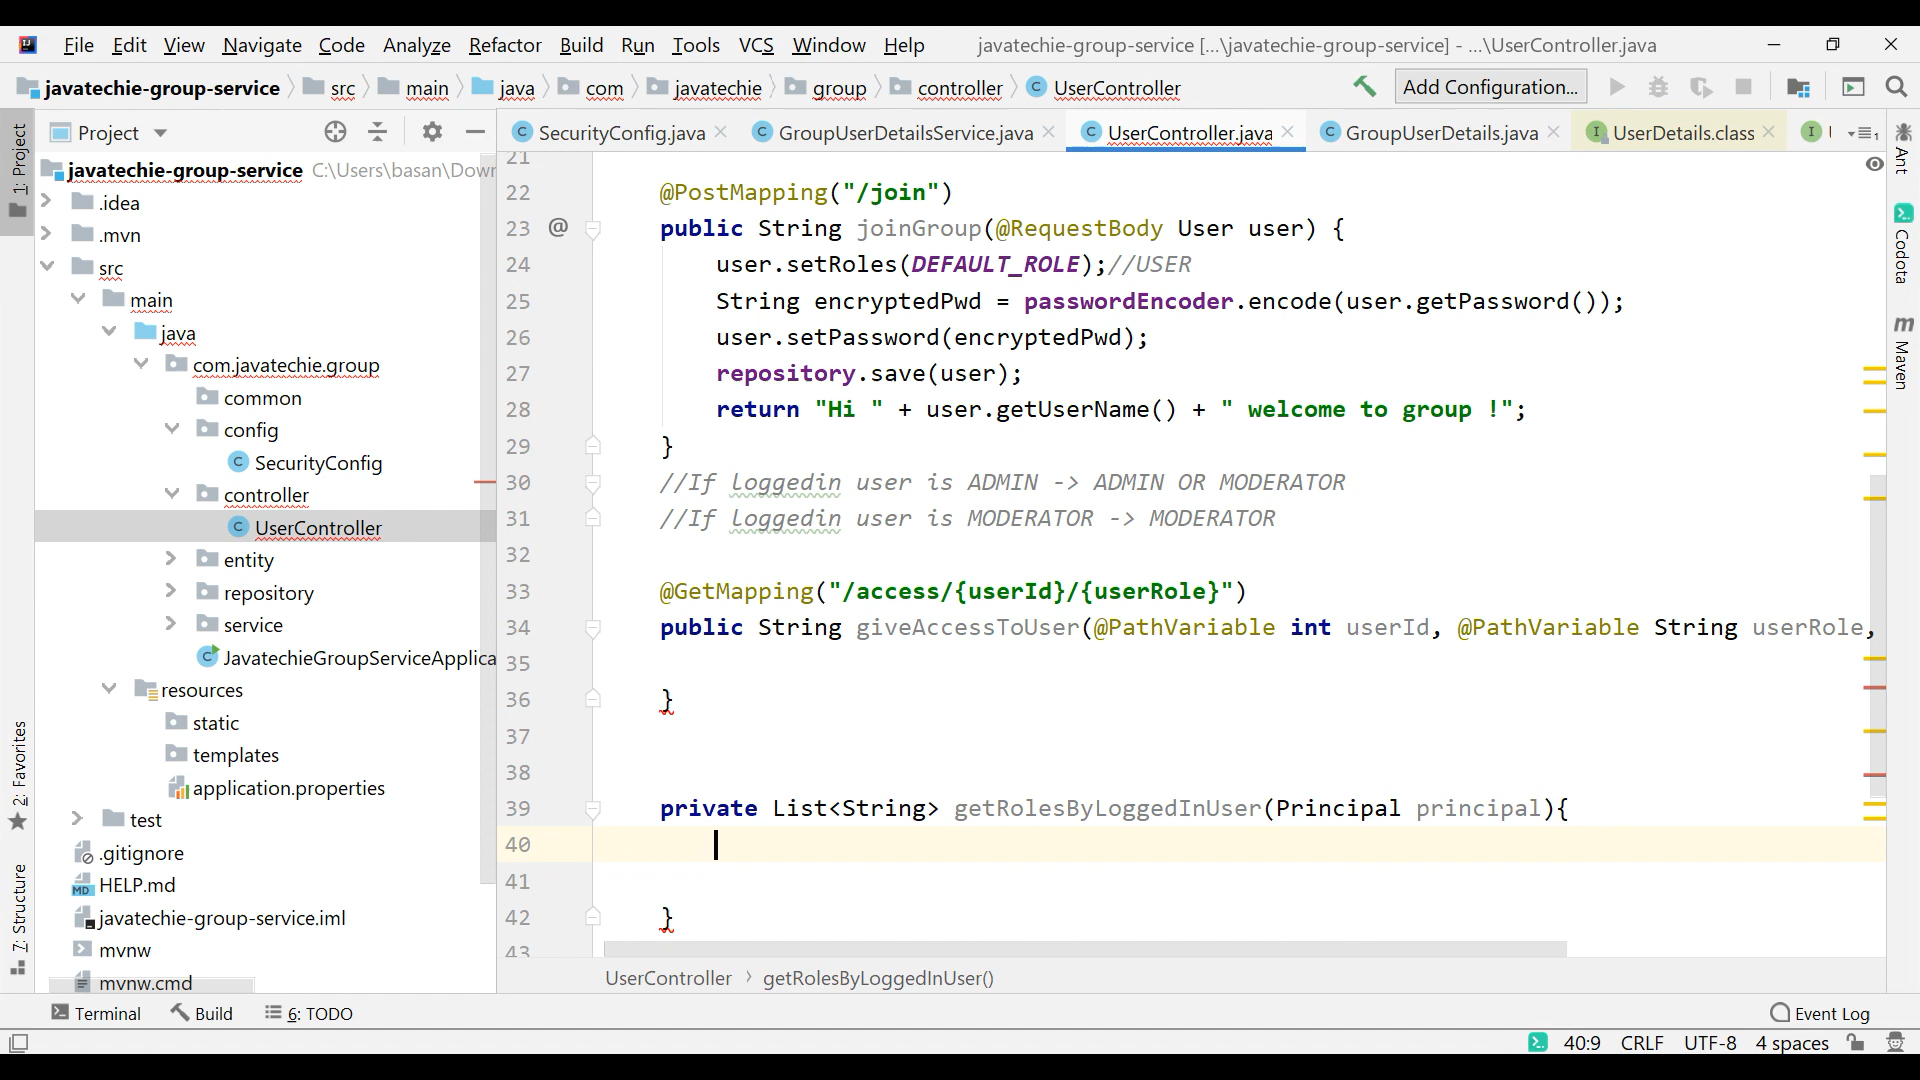 File Edit View Navigate Code Analyze Refactor Build Run Tools VCS Window Help javatechie-group-service [...\javatechie-group-service] - ...\UserController.java
javatechie-group-service src main java com javatechie group controller UserController Add Configuration...
Project
SecurityConfig.java GroupUserDetailsService.java UserController.java GroupUserDetails.java UserDetails.class
javatechie-group-service C:\Users\basan\Dow
.idea
.mvn
src
main
java
com.javatechie.group
common
config
SecurityConfig
controller
UserController
entity
repository
service
JavatechieGroupServiceApplica
resources
static
templates
application.properties
test
.gitignore
HELP.md
javatechie-group-service.iml
mvnw
mvnw.cmd
1: Project
2: Favorites
7: Structure
21
22 @PostMapping("/join")
23 @ public String joinGroup(@RequestBody User user) {
24 user.setRoles(DEFAULT_ROLE);//USER
25 String encryptedPwd = passwordEncoder.encode(user.getPassword());
26 user.setPassword(encryptedPwd);
27 repository.save(user);
28 return "Hi " + user.getUserName() + " welcome to group !";
29 }
30 //If loggedin user is ADMIN -> ADMIN OR MODERATOR
31 //If loggedin user is MODERATOR -> MODERATOR
32
33 @GetMapping("/access/{userId}/{userRole}")
34 public String giveAccessToUser(@PathVariable int userId, @PathVariable String userRole,
35
36 }
37
38
39 private List<String> getRolesByLoggedInUser(Principal principal){
40
41
42 }
43
UserController getRolesByLoggedInUser()
Ant
Codota
Maven
Terminal Build 6: TODO Event Log
40:9 CRLF UTF-8 4 spaces